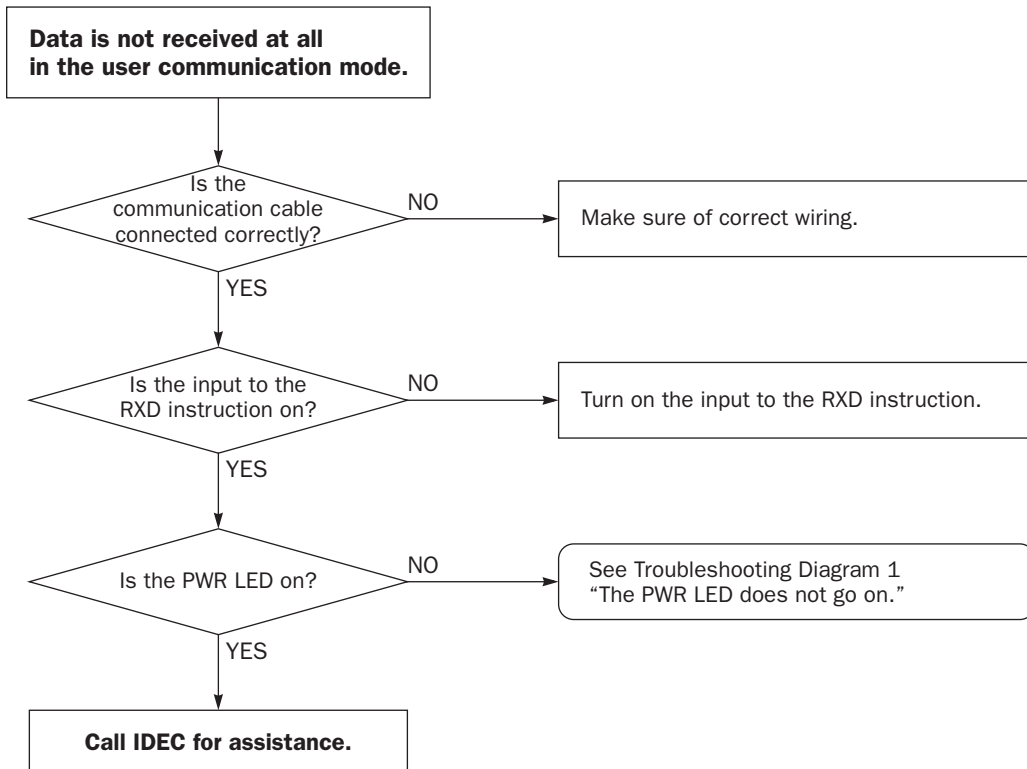 Data is not received at all
in the user communication mode.
Is the
communication cable
connected correctly?
NO
Make sure of correct wiring.
YES
Is the input to the
RXD instruction on?
NO
Turn on the input to the RXD instruction.
YES
Is the PWR LED on?
NO
See Troubleshooting Diagram 1
“The PWR LED does not go on.”
YES
Call IDEC for assistance.